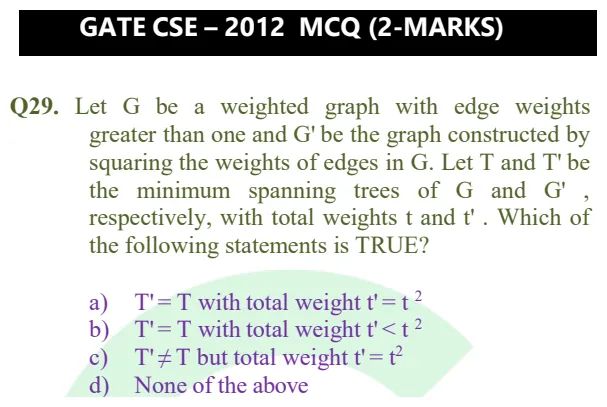 GATE CSE – 2012 MCQ (2-MARKS)
Q29. Let G be a weighted graph with edge weights
greater than one and G' be the graph constructed by
squaring the weights of edges in G. Let T and T' be
the minimum spanning trees of G and G' ,
respectively, with total weights t and t' . Which of
the following statements is TRUE?
a) T' = T with total weight t' = t ²
b) T' = T with total weight t' < t ²
c) T' ≠ T but total weight t' = t²
d) None of the above